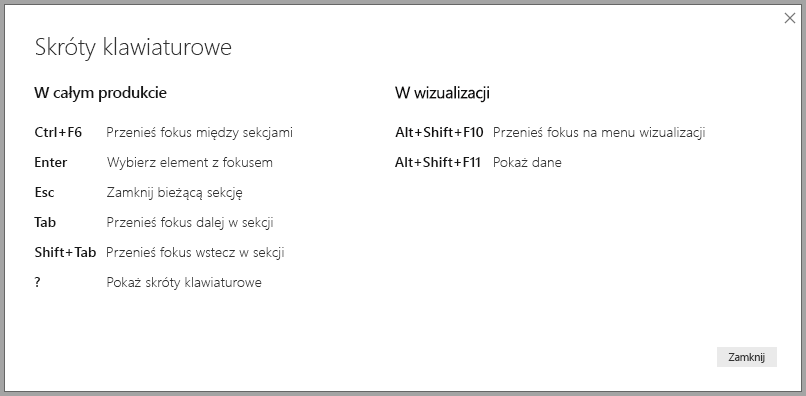 Skróty klawiaturowe
W całym produkcie
Ctrl+F6 Przenieś fokus między sekcjami
Enter Wybierz element z fokusem
Esc Zamknij bieżącą sekcję
Tab Przenieś fokus dalej w sekcji
Shift+Tab Przenieś fokus wstecz w sekcji
? Pokaż skróty klawiaturowe
W wizualizacji
Alt+Shift+F10 Przenieś fokus na menu wizualizacji
Alt+Shift+F11 Pokaż dane
Zamknij